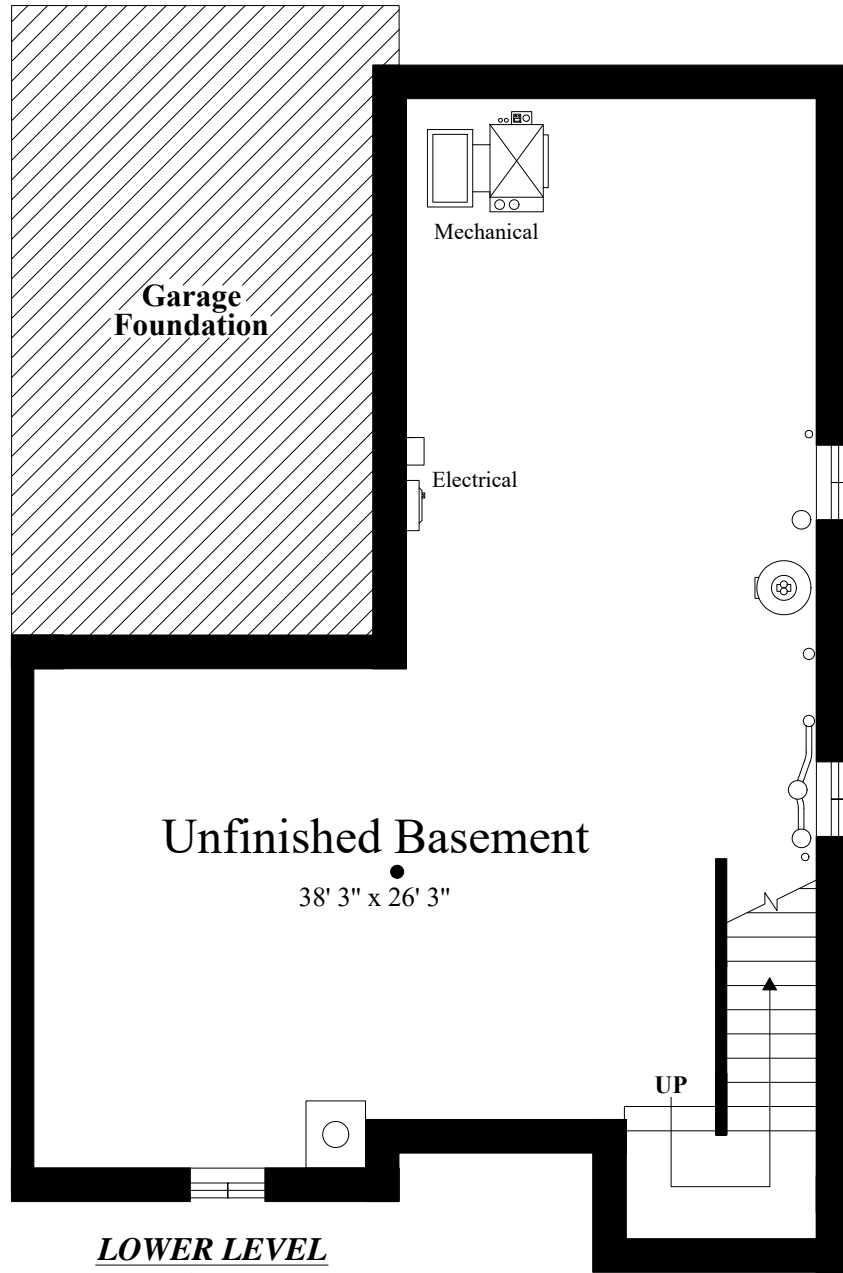 Mechanical
Garage
Foundation
Electrical
Unfinished Basement
38' 3" x 26' 3"
UP
LOWER LEVEL